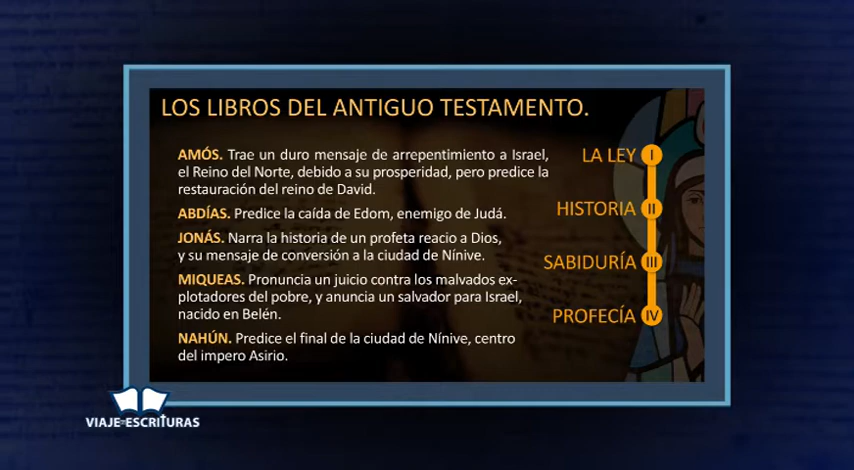 LOS LIBROS DEL ANTIGUO TESTAMENTO.
AMÓS. Trae un duro mensaje de arrepentimiento a Israel,
el Reino del Norte, debido a su prosperidad, pero predice la
restauración del reino de David.
ABDÍAS. Predice la caída de Edom, enemigo de Judá.
JONÁS. Narra la historia de un profeta reacio a Dios,
y su mensaje de conversión a la ciudad de Nínive.
MIQUEAS. Pronuncia un juicio contra los malvados ex-
plotadores del pobre, y anuncia un salvador para Israel,
nacido en Belén.
NAHÚN. Predice el final de la ciudad de Nínive, centro
del impero Asirio.
LA LEY I
HISTORIA II
SABIDURÍA III
PROFECÍA IV
VIAJE ESCRITURAS